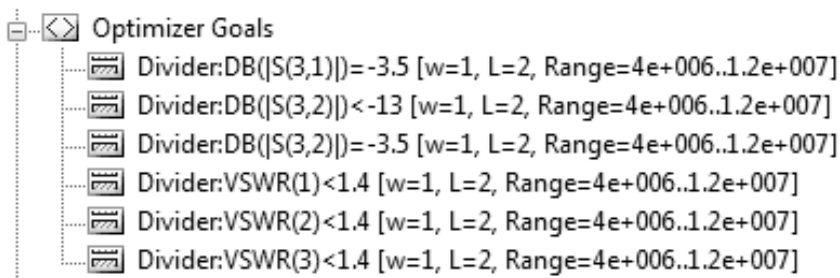 Optimizer Goals
Divider:DB(|S(3,1)|)=-3.5 [w=1, L=2, Range=4e+006..1.2e+007]
Divider:DB(|S(3,2)|)<-13 [w=1, L=2, Range=4e+006..1.2e+007]
Divider:DB(|S(3,2)|)=-3.5 [w=1, L=2, Range=4e+006..1.2e+007]
Divider:VSWR(1)<1.4 [w=1, L=2, Range=4e+006..1.2e+007]
Divider:VSWR(2)<1.4 [w=1, L=2, Range=4e+006..1.2e+007]
Divider:VSWR(3)<1.4 [w=1, L=2, Range=4e+006..1.2e+007]